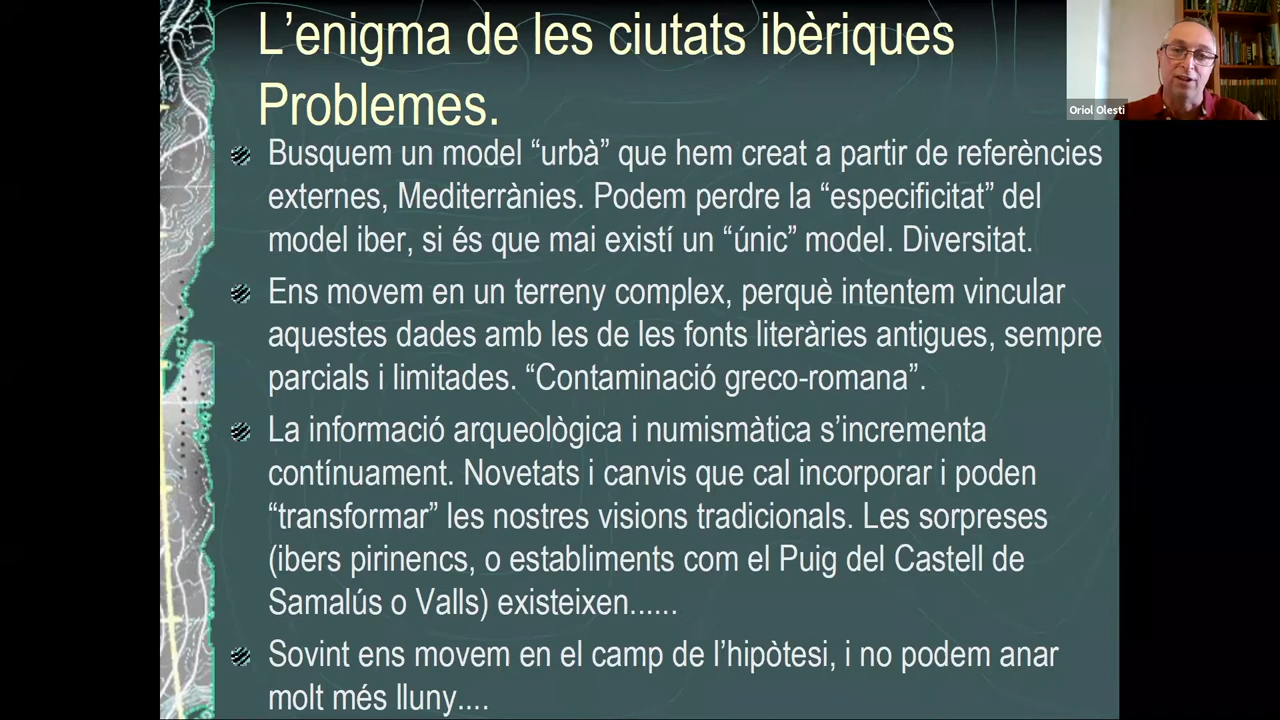 L’enigma de les ciutats ibèriques
Problemes.
Oriol Olesti
Busquem un model “urbà” que hem creat a partir de referències
externes, Mediterrànies. Podem perdre la “especificitat” del
model iber, si és que mai existí un “únic” model. Diversitat.
Ens movem en un terreny complex, perquè intentem vincular
aquestes dades amb les de les fonts literàries antigues, sempre
parcials i limitades. “Contaminació greco-romana”.
La informació arqueològica i numismàtica s’incrementa
contínuament. Novetats i canvis que cal incorporar i poden
“transformar” les nostres visions tradicionals. Les sorpreses
(ibers pirinencs, o establiments com el Puig del Castell de
Samalús o Valls) existeixen......
Sovint ens movem en el camp de l’hipòtesi, i no podem anar
molt més lluny....